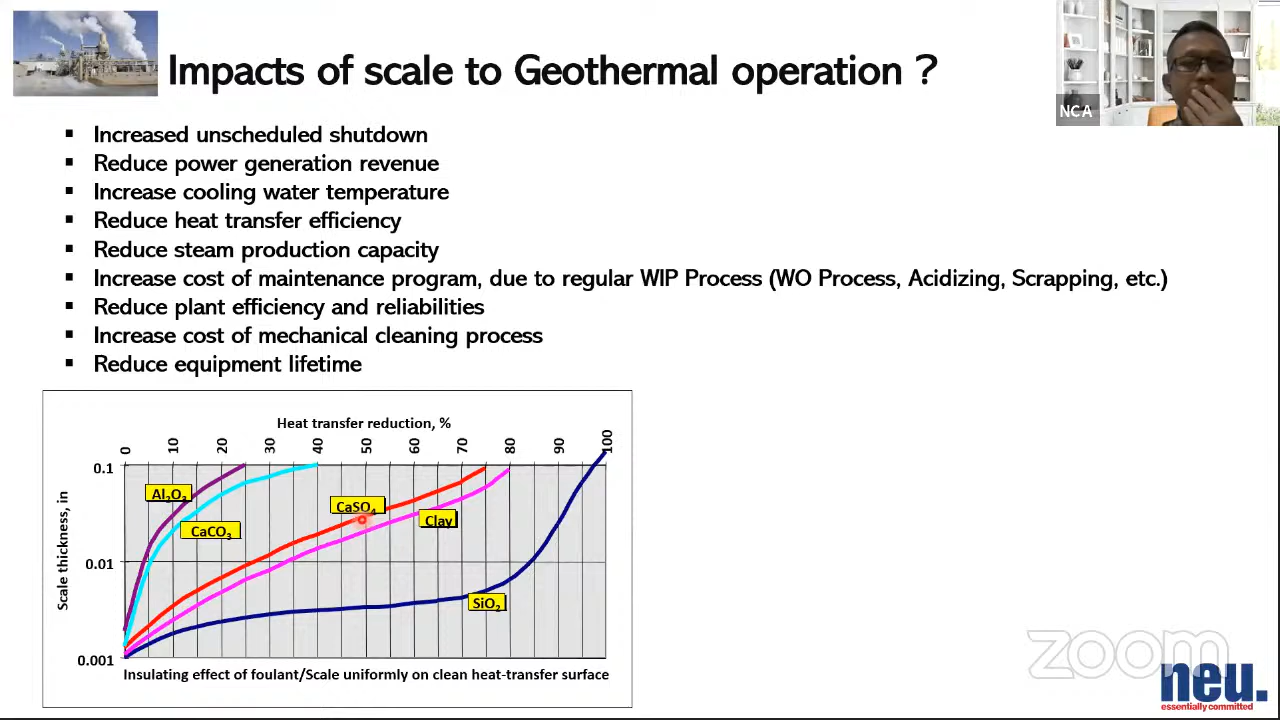 Impacts of scale to Geothermal operation ?
NCA
▪ Increased unscheduled shutdown
▪ Reduce power generation revenue
▪ Increase cooling water temperature
▪ Reduce heat transfer efficiency
▪ Reduce steam production capacity
▪ Increase cost of maintenance program, due to regular WIP Process (WO Process, Acidizing, Scrapping, etc.)
▪ Reduce plant efficiency and reliabilities
▪ Increase cost of mechanical cleaning process
▪ Reduce equipment lifetime
Heat transfer reduction, %
0 10 20 30 40 50 60 70 80 90 100
Scale thickness, in
0.1
0.01
0.001
Al₂O₃
CaCO₃
CaSO₄
Clay
SiO₂
Insulating effect of foulant/Scale uniformly on clean heat-transfer surface
zoom
neu.
essentially committed